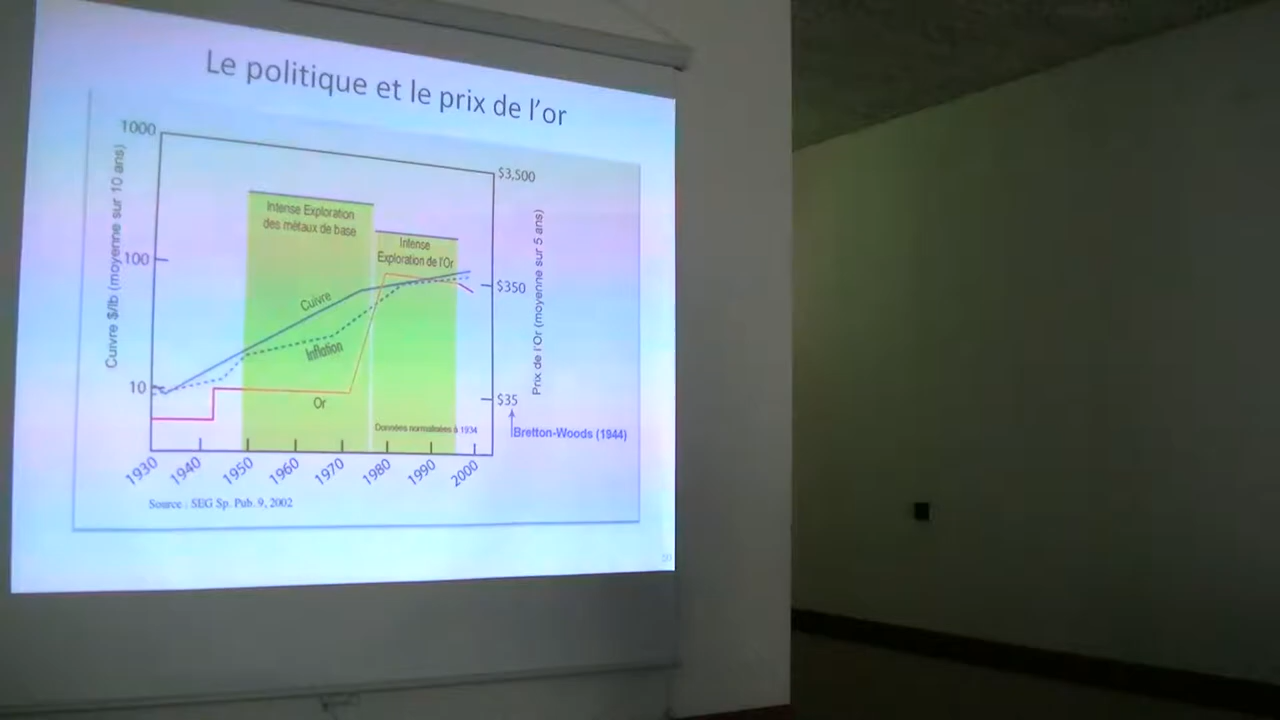 Le politique et le prix de l'or
1000
100
10
Cuivre $/lb (moyenne sur 10 ans)
Intense Exploration
des métaux de base
Intense
Exploration de l'Or
Cuivre
Inflation
Or
Données normalisées à 1934
$3,500
$350
$35
Prix de l'Or (moyenne sur 5 ans)
Bretton-Woods (1944)
1930 1940 1950 1960 1970 1980 1990 2000
Source : SEG Sp. Pub. 9, 2002